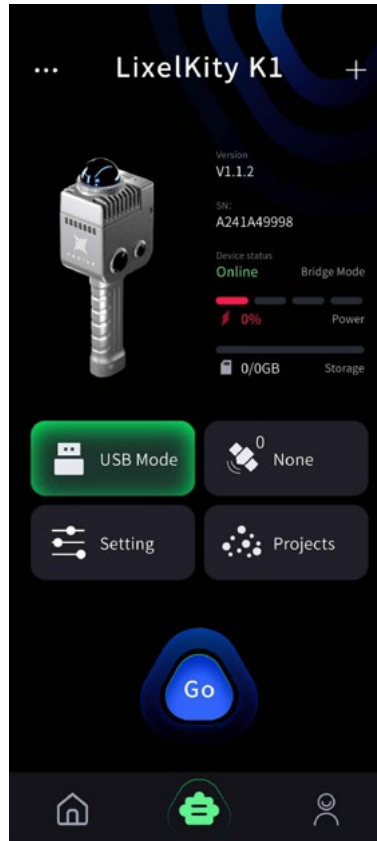 LixelKity K1
Version
V1.1.2
SN:
A241A49998
Device status
Online Bridge Mode
0% Power
0/0GB Storage
USB Mode
0
None
Setting
Projects
Go